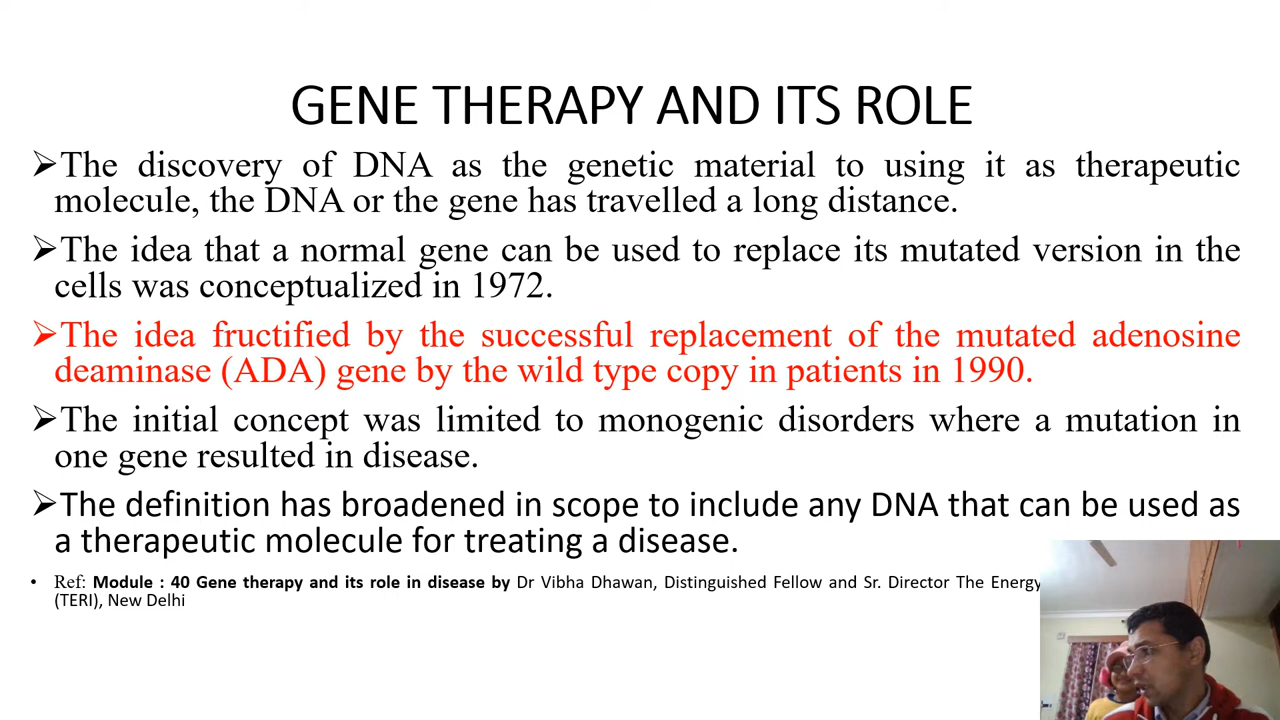 GENE THERAPY AND ITS ROLE
➢The discovery of DNA as the genetic material to using it as therapeutic
molecule, the DNA or the gene has travelled a long distance.
➢The idea that a normal gene can be used to replace its mutated version in the
cells was conceptualized in 1972.
➢The idea fructified by the successful replacement of the mutated adenosine
deaminase (ADA) gene by the wild type copy in patients in 1990.
➢The initial concept was limited to monogenic disorders where a mutation in
one gene resulted in disease.
➢The definition has broadened in scope to include any DNA that can be used as
a therapeutic molecule for treating a disease.
• Ref: Module : 40 Gene therapy and its role in disease by Dr Vibha Dhawan, Distinguished Fellow and Sr. Director The Energy
(TERI), New Delhi